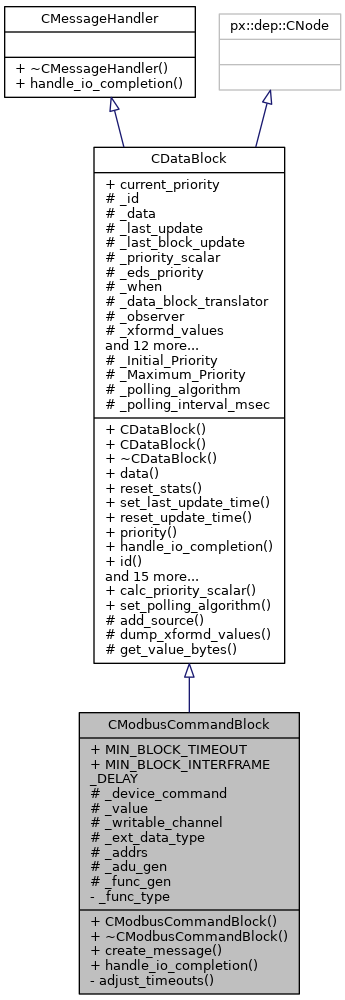 CMessageHandler
+ ~CMessageHandler()
+ handle_io_completion()
px::dep::CNode
CDataBlock
+ current_priority
# _id
# _data
# _last_update
# _last_block_update
# _priority_scalar
# _eds_priority
# _when
# _data_block_translator
# _observer
# _xformd_values
and 12 more...
# _Initial_Priority
# _Maximum_Priority
# _polling_algorithm
# _polling_interval_msec
+ CDataBlock()
+ CDataBlock()
+ ~CDataBlock()
+ data()
+ reset_stats()
+ set_last_update_time()
+ reset_update_time()
+ priority()
+ handle_io_completion()
+ id()
and 15 more...
+ calc_priority_scalar()
+ set_polling_algorithm()
# add_source()
# dump_xformd_values()
# get_value_bytes()
CModbusCommandBlock
+ MIN_BLOCK_TIMEOUT
+ MIN_BLOCK_INTERFRAME
_DELAY
# _device_command
# _value
# _writable_channel
# _ext_data_type
# _addrs
# _adu_gen
# _func_gen
- _func_type
+ CModbusCommandBlock()
+ ~CModbusCommandBlock()
+ create_message()
+ handle_io_completion()
- adjust_timeouts()